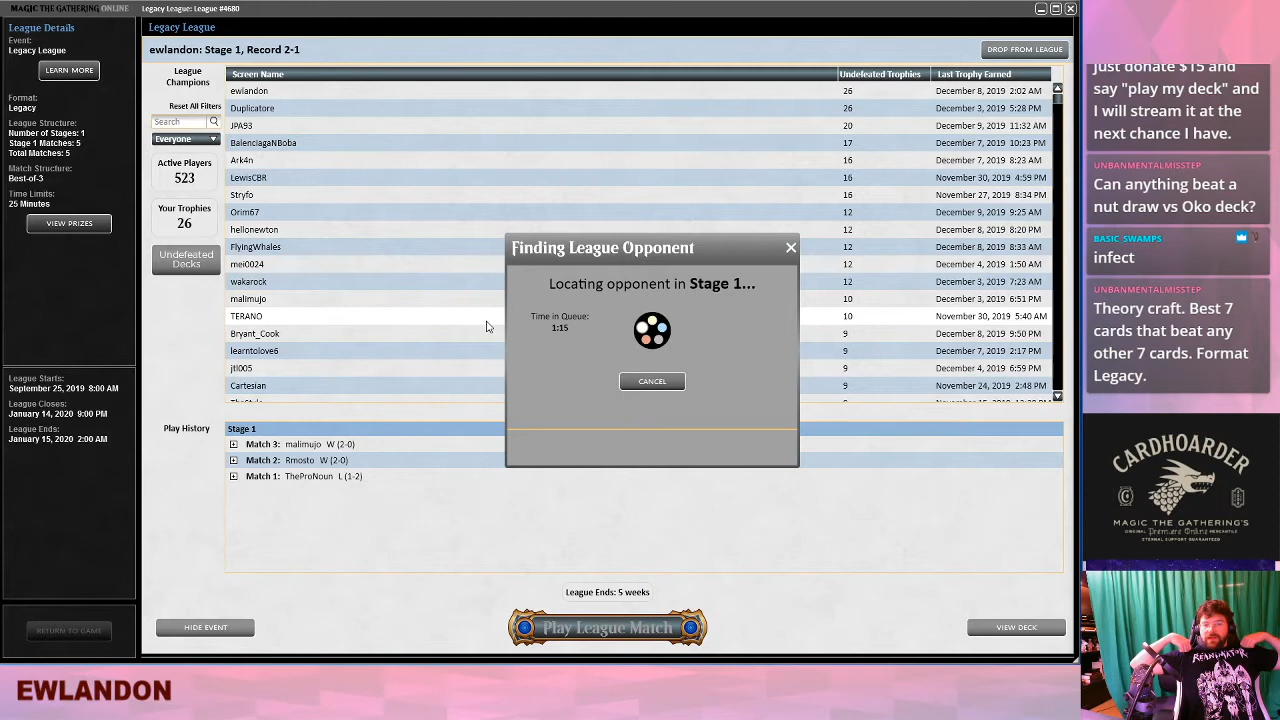 MAGIC THE GATHERING ONLINE
Legacy League: League #4680
League Details
Event:
Legacy League
LEARN MORE
Format:
Legacy
League Structure:
Number of Stages: 1
Stage 1 Matches: 5
Total Matches: 5
Match Structure:
Best-of-3
Time Limits:
25 Minutes
VIEW PRIZES
League Starts:
September 25, 2019 8:00 AM
League Closes:
January 14, 2020 9:00 PM
League Ends:
January 15, 2020 2:00 AM
RETURN TO GAME
Legacy League
ewlandon: Stage 1, Record 2-1
DROP FROM LEAGUE
League
Champions
Reset All Filters
Search
Everyone
Active Players
523
Your Trophies
26
Undefeated
Decks
Screen Name Undefeated Trophies Last Trophy Earned
ewlandon 26 December 8, 2019 2:02 AM
Duplicatore 26 December 3, 2019 5:28 PM
JPA93 20 December 9, 2019 11:32 AM
BalenciagaNBoba 17 December 7, 2019 10:23 PM
Ark4n 16 December 7, 2019 8:23 AM
LewisCBR 16 November 30, 2019 4:59 PM
Stryfo 16 November 27, 2019 8:34 PM
Orim67 12 December 9, 2019 9:25 AM
hellonewton 12 December 8, 2019 8:20 PM
FlyingWhales 12 December 8, 2019 8:33 AM
mei0024 12 December 4, 2019 1:50 AM
wakarock 12 December 3, 2019 7:23 AM
malimujo 10 December 3, 2019 6:51 PM
TERANO 10 November 30, 2019 5:40 AM
Bryant_Cook 9 December 8, 2019 9:50 PM
learntolove6 9 December 7, 2019 2:17 PM
jtl005 9 December 4, 2019 6:59 PM
Cartesian 9 November 24, 2019 2:48 PM
Finding League Opponent
Locating opponent in Stage 1...
Time in Queue:
1:15
CANCEL
Play History
Stage 1
Match 3: malimujo W (2-0)
Match 2: Rmosto W (2-0)
Match 1: TheProNoun L (1-2)
League Ends: 5 weeks
HIDE EVENT
Play League Match
VIEW DECK
just donate $15 and
say "play my deck" and
I will stream it at the
next chance I have.
UNBANMENTALMISSTEP
Can anything beat a
nut draw vs Oko deck?
BASIC SWAMPS
infect
UNBANMENTALMISSTEP
Theory craft. Best 7
cards that beat any
other 7 cards. Format
Legacy.
CARDHOARDER
MAGIC THE GATHERING'S
ORIGINAL Premiere Online MERCANTILE
ETERNAL SUPPORT GUARANTEED
EWLANDON